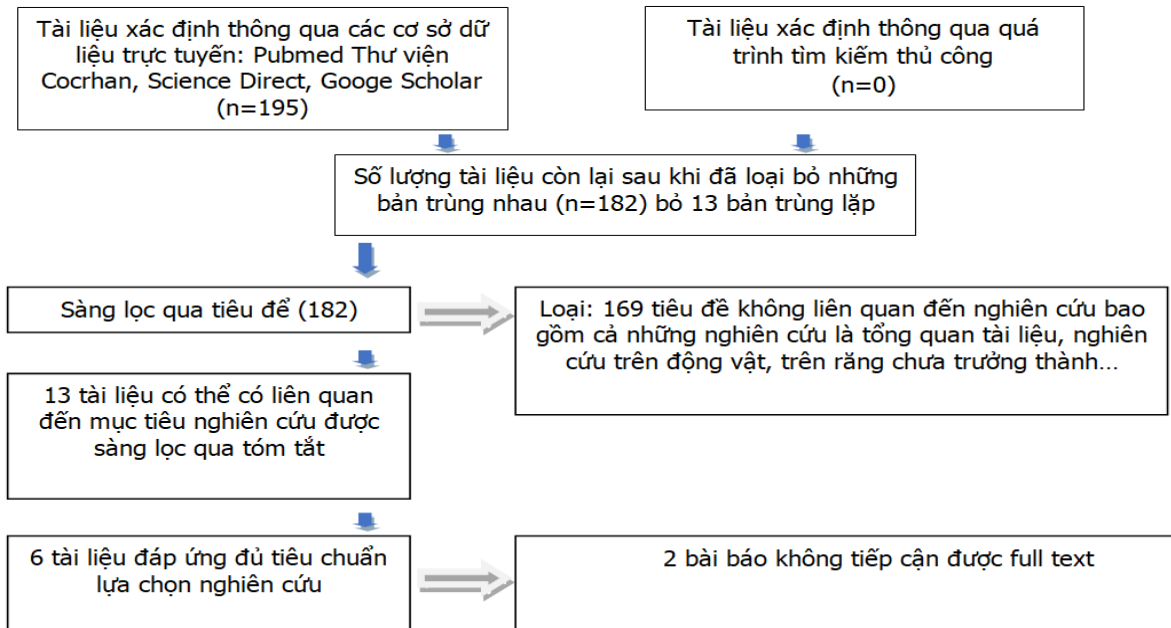 Tài liệu xác định thông qua các cơ sở dữ
liệu trực tuyến: Pubmed Thư viện
Cocrhan, Science Direct, Googe Scholar
(n=195)
Tài liệu xác định thông qua quá
trình tìm kiếm thủ công
(n=0)
Số lượng tài liệu còn lại sau khi đã loại bỏ những
bản trùng nhau (n=182) bỏ 13 bản trùng lặp
Sàng lọc qua tiêu để (182)
Loại: 169 tiêu đề không liên quan đến nghiên cứu bao
gồm cả những nghiên cứu là tổng quan tài liệu, nghiên
cứu trên động vật, trên răng chưa trưởng thành...
13 tài liệu có thể có liên quan
đến mục tiêu nghiên cứu được
sàng lọc qua tóm tắt
6 tài liệu đáp ứng đủ tiêu chuẩn
lựa chọn nghiên cứu
2 bài báo không tiếp cận được full text